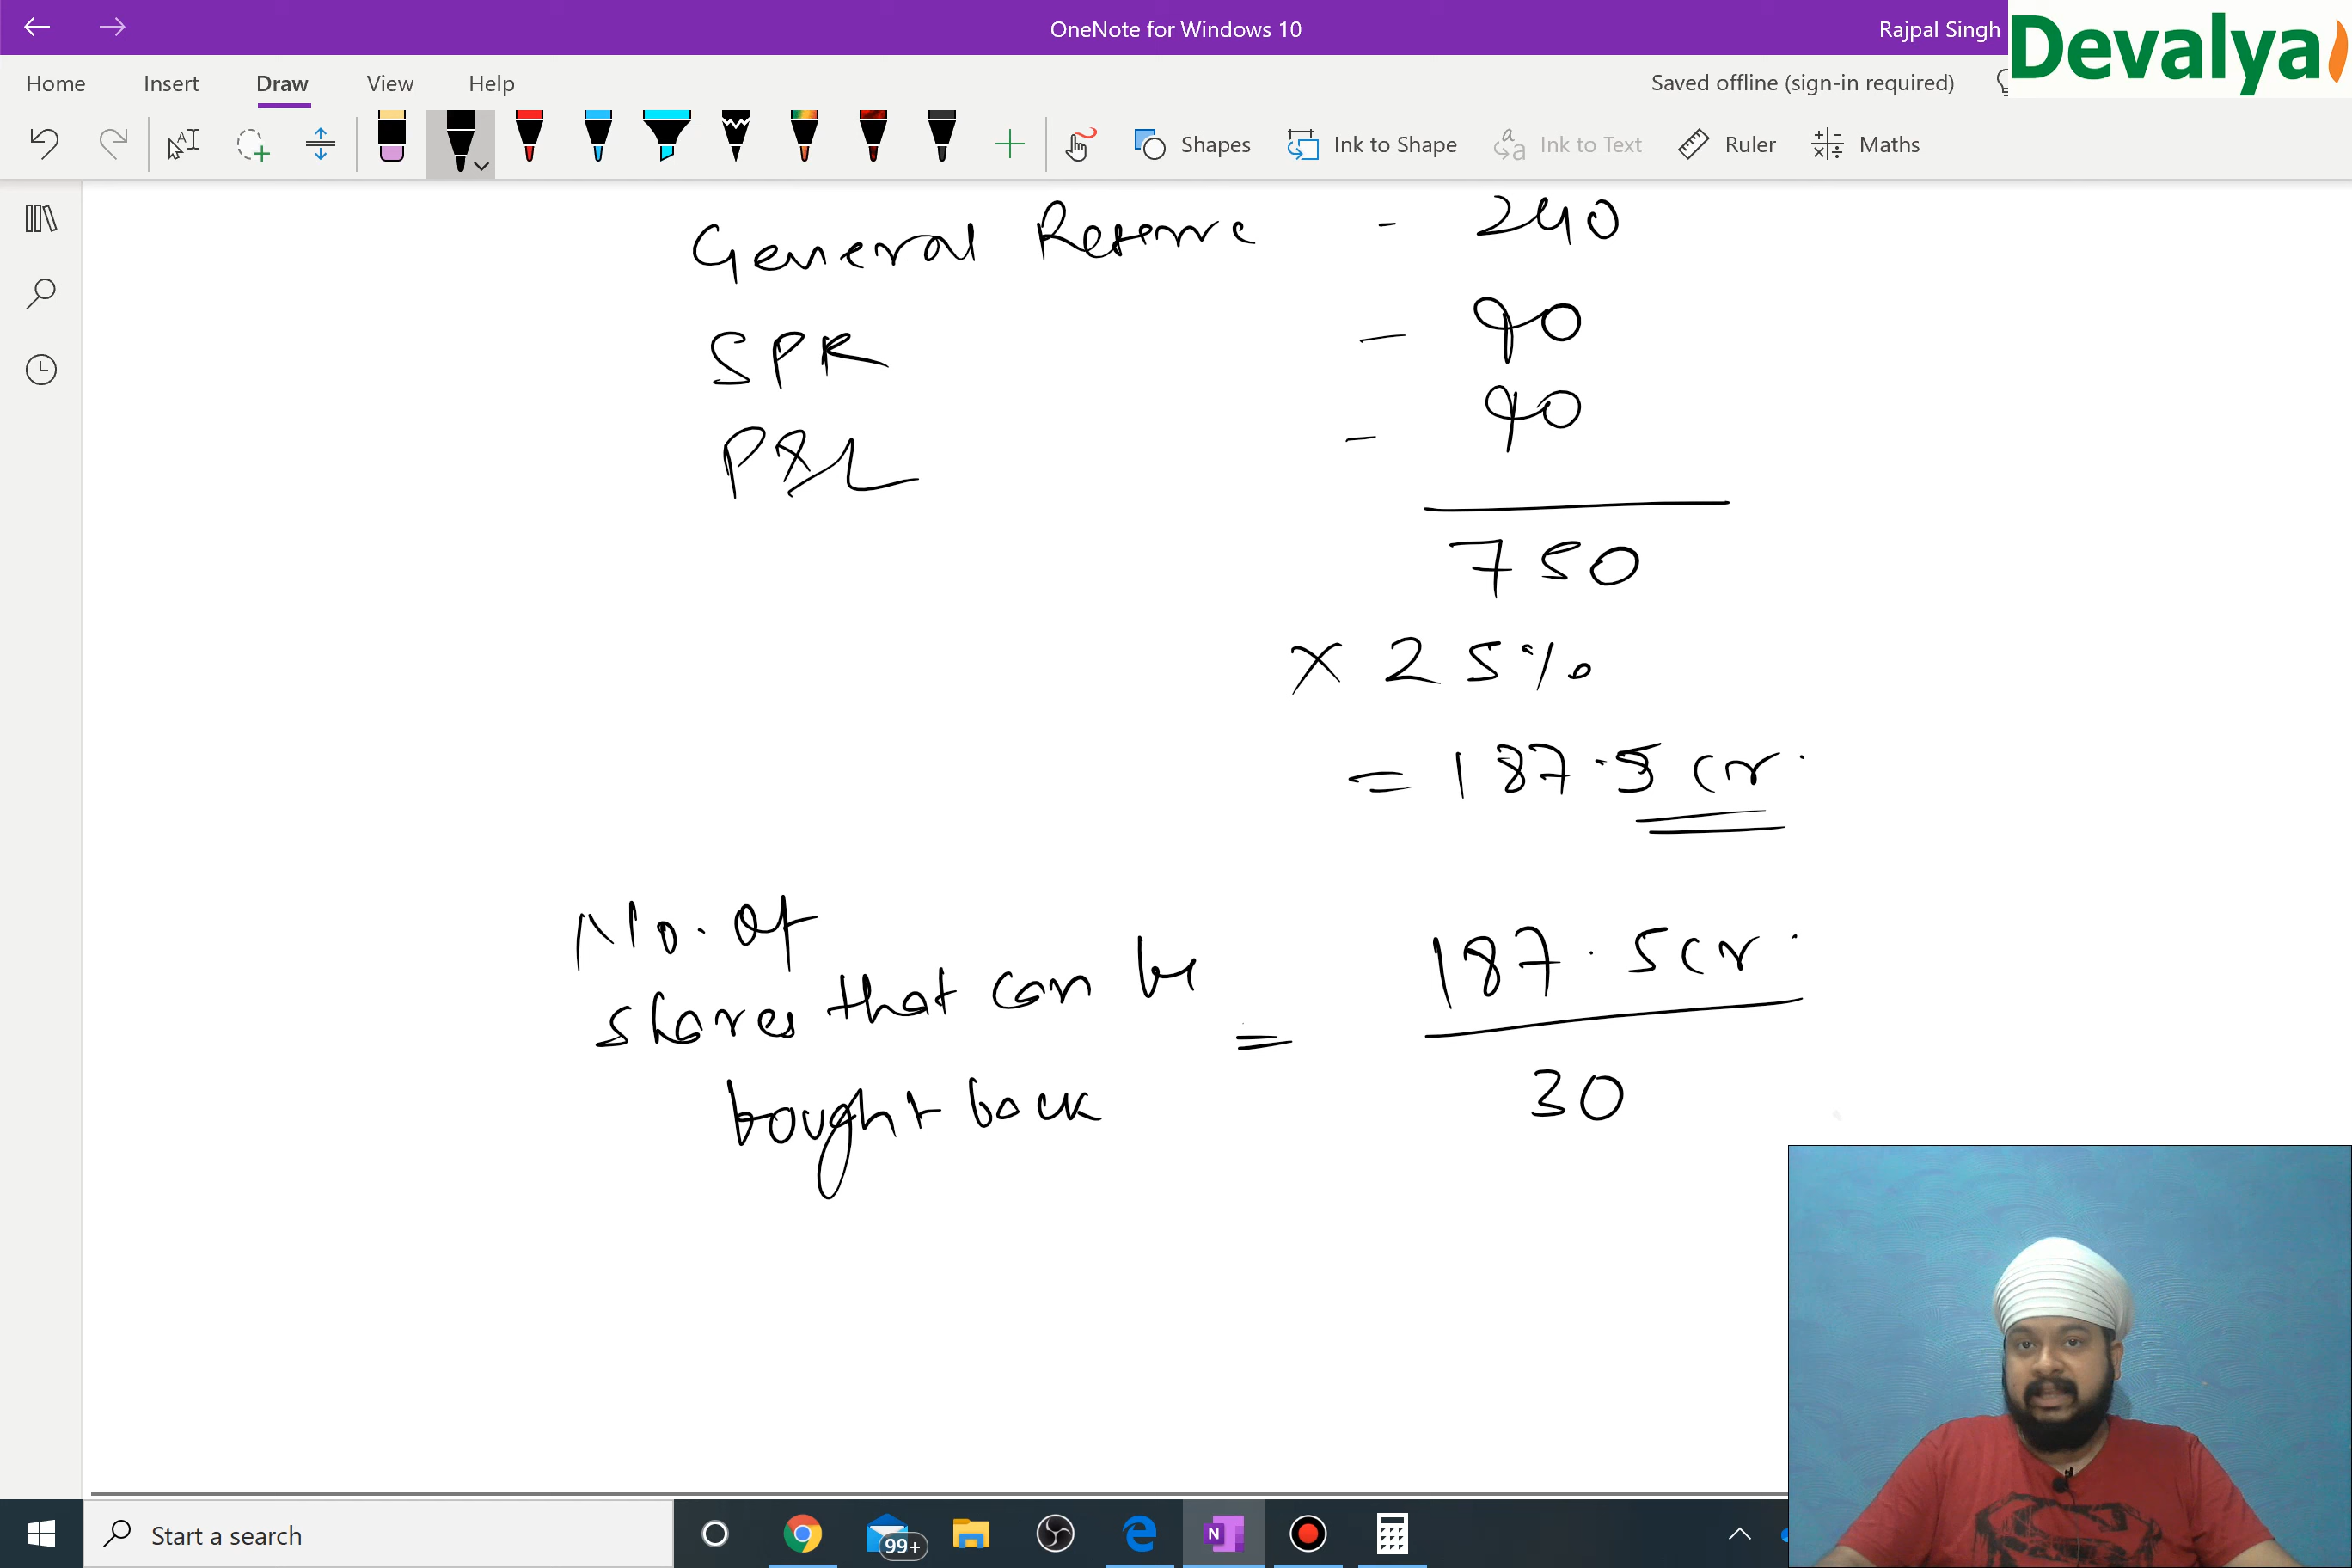 OneNote for Windows 10
Rajpal Singh
Devalya
Home Insert Draw View Help
Saved offline (sign-in required)
Shapes Ink to Shape Ink to Text Ruler Maths
General Reserve - 240
SPR - 90
P&L - 90
750
× 25%
= 187.5 cr.
No. of
shares that can be = 187.5 cr.
bought back 30
Start a search
99+
N